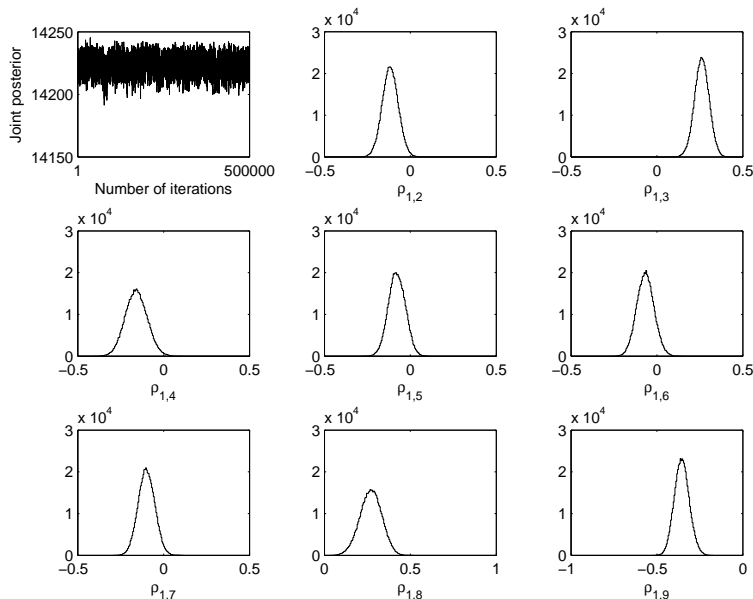 14250
14200
14150
Joint posterior
1 500000
Number of iterations
x 10^4
3
2
1
0
−0.5 0 0.5
ρ1,2
x 10^4
3
2
1
0
−0.5 0 0.5
ρ1,3
x 10^4
3
2
1
0
−0.5 0 0.5
ρ1,4
x 10^4
3
2
1
0
−0.5 0 0.5
ρ1,5
x 10^4
3
2
1
0
−0.5 0 0.5
ρ1,6
x 10^4
3
2
1
0
−0.5 0 0.5
ρ1,7
x 10^4
3
2
1
0
0 0.5 1
ρ1,8
x 10^4
3
2
1
0
−1 −0.5 0
ρ1,9